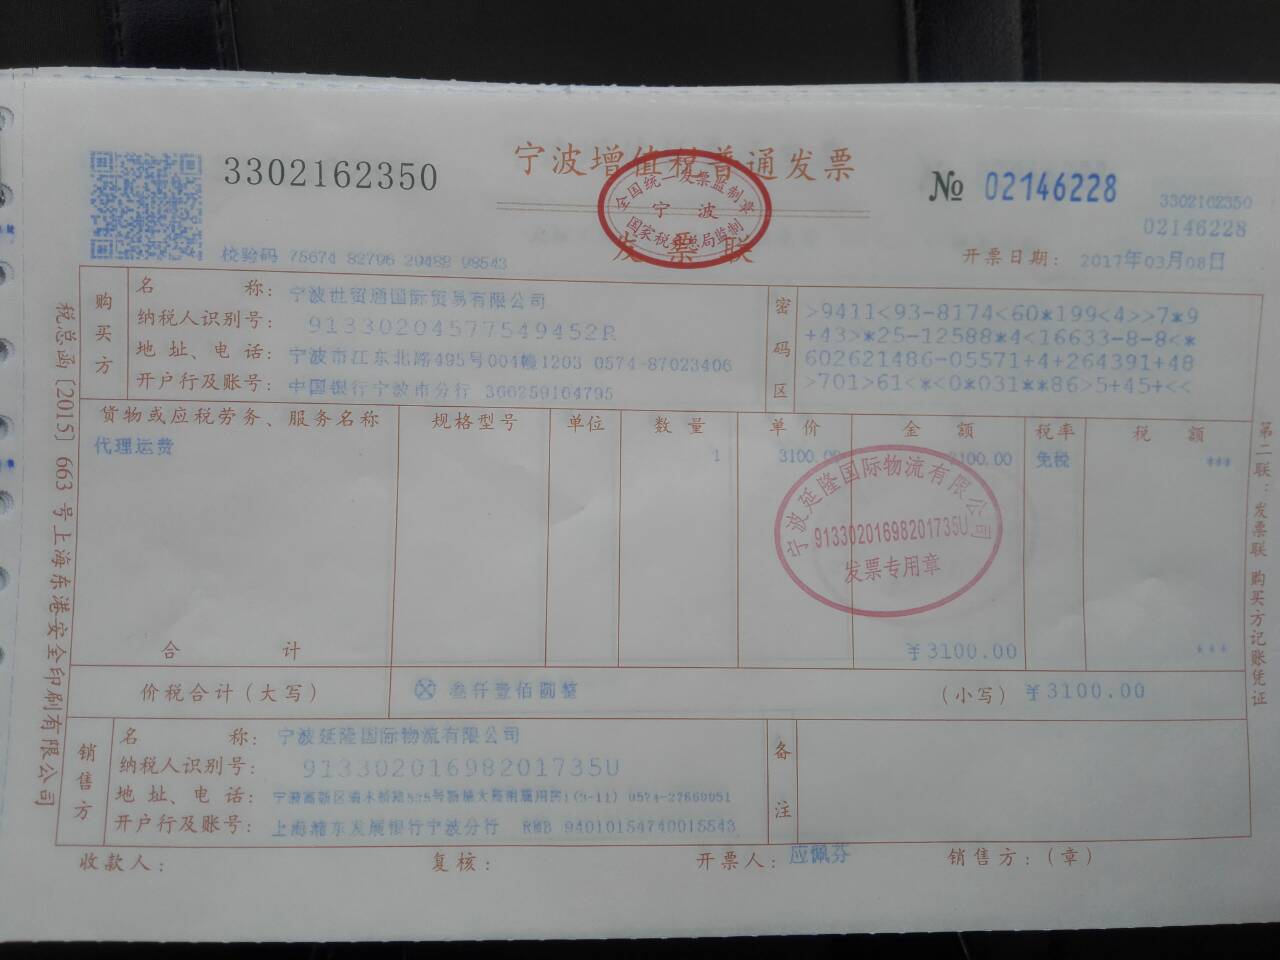 3302162350
宁波增值税普通发票
全国统一发票监制章
宁 波
国家税务总局监制
发票联
№ 02146228
3302162350
02146228
校验码 75674 82796 20482 98543
开票日期: 2017年03月08日
购买方
名 称: 宁波世贸通国际贸易有限公司
纳税人识别号: 91330204577549452R
地 址、电 话: 宁波市江东北路495号004幢1203 0574-87023406
开户行及账号: 中国银行宁波市分行 366259164795
密码区
>9411<93-8174<60*199<4>>7*9
+43>*25-12588*4<16633-8-8<*
602621486-05571+4+264391+48
>701>61<*<0*031**86>5+45+<<
货物或应税劳务、服务名称 规格型号 单位 数 量 单 价 金 额 税率 税 额
代理运费 1 3100.00 3100.00 免税 ***
宁波延隆国际物流有限公司
91330201698201735U
发票专用章
合 计 ¥3100.00 ***
价税合计(大写) ⊗ 叁仟壹佰圆整 (小写) ¥3100.00
销售方
名 称: 宁波延隆国际物流有限公司
纳税人识别号: 91330201698201735U
地 址、电 话: 宁波高新区 号 1(3-11) 0574-27669051
开户行及账号: 上海浦东发展银行宁波分行 RMB 94010154740015543
备注
收款人: 复核: 开票人: 应佩芬 销售方:(章)
税总函〔2015〕663号上海东港安全印刷有限公司
第二联:发票联 购买方记账凭证